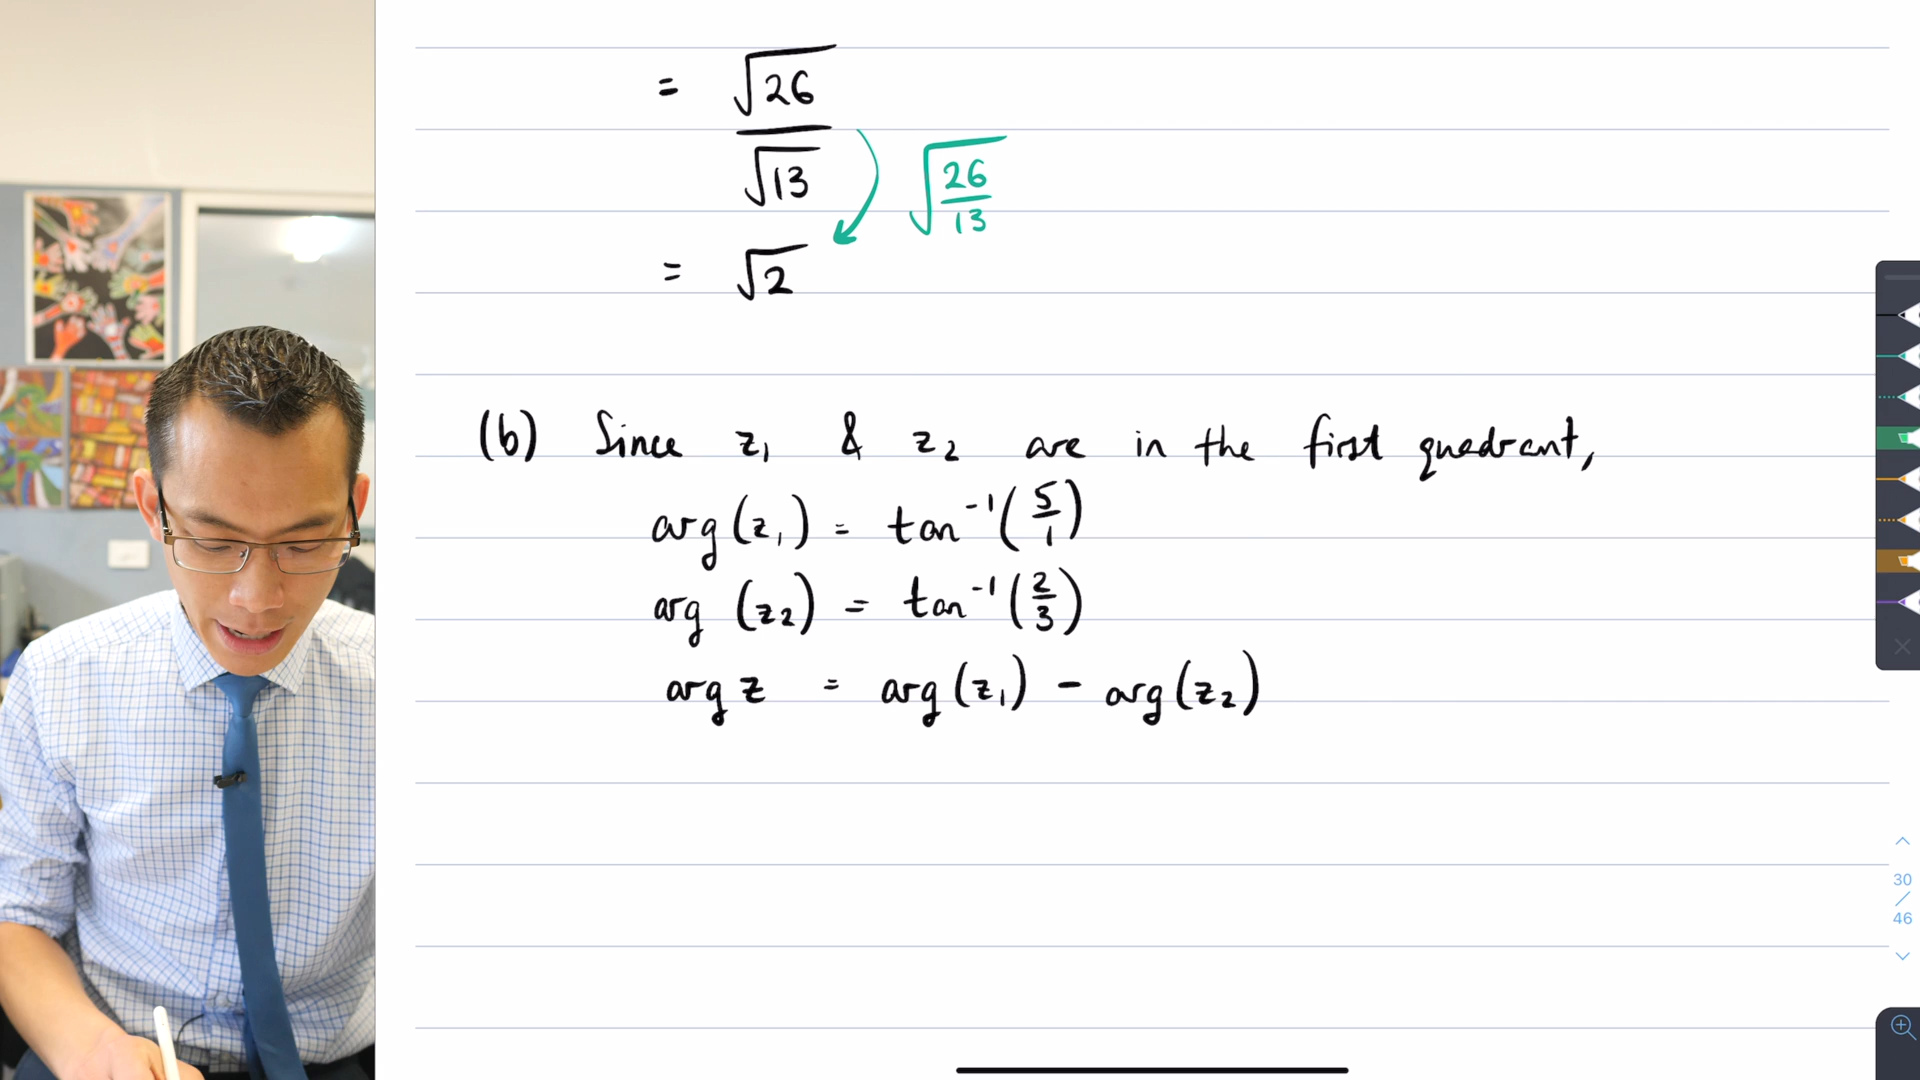 = √26
√13
√26/13
= √2
(b) Since z₁ & z₂ are in the first quadrant,
arg(z₁) = tan⁻¹(5/1)
arg (z₂) = tan⁻¹(2/3)
arg z = arg(z₁) - arg(z₂)
30
/
46